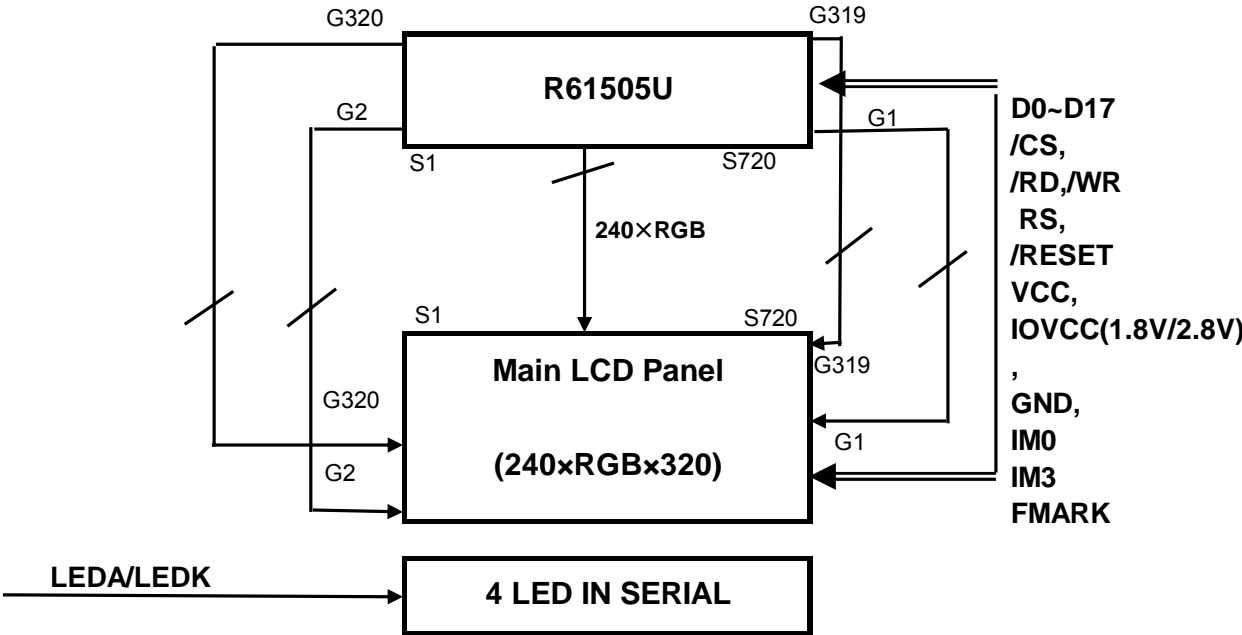 G320
G319
R61505U
G2
G1
S1
S720
D0~D17
/CS,
/RD,/WR
RS,
/RESET
VCC,
IOVCC(1.8V/2.8V)
,
GND,
IM0
IM3
FMARK
240×RGB
S1
S720
Main LCD Panel
G319
G320
G1
(240×RGB×320)
G2
LEDA/LEDK
4 LED IN SERIAL